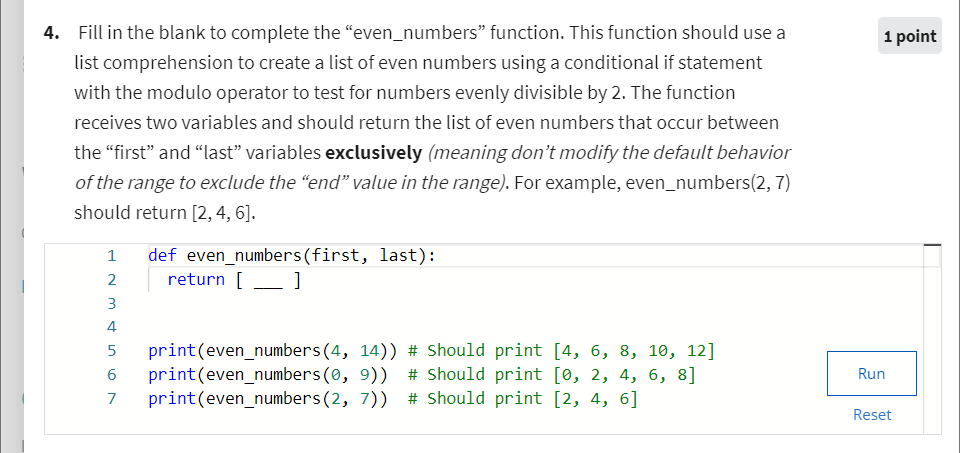 4. Fill in the blank to complete the “even_numbers” function. This function should use a
1 point
list comprehension to create a list of even numbers using a conditional if statement
with the modulo operator to test for numbers evenly divisible by 2. The function
receives two variables and should return the list of even numbers that occur between
the “first” and “last” variables exclusively (meaning don’t modify the default behavior
of the range to exclude the “end” value in the range). For example, even_numbers(2, 7)
should return [2, 4, 6].
1 def even_numbers(first, last):
2 return [ ___ ]
3
4
5 print(even_numbers(4, 14)) # Should print [4, 6, 8, 10, 12]
6 print(even_numbers(0, 9)) # Should print [0, 2, 4, 6, 8]
7 print(even_numbers(2, 7)) # Should print [2, 4, 6]
Run
Reset